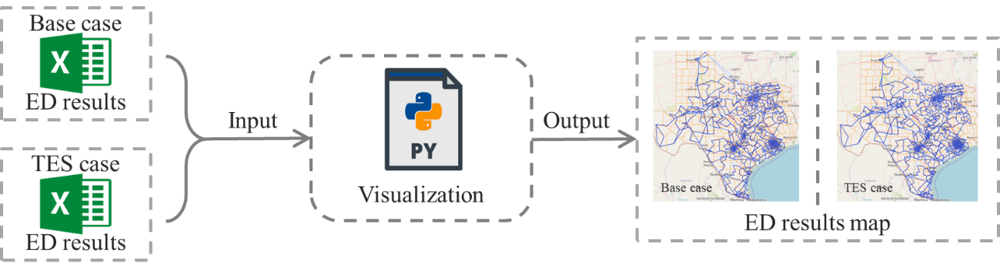 Base case
X
ED results
TES case
X
ED results
Input
PY
Visualization
Output
Base case
TES case
ED results map